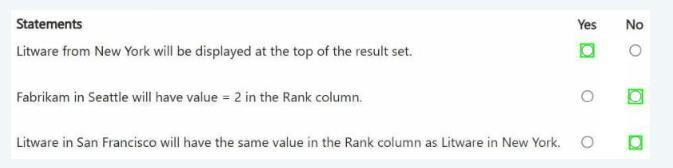 Statements Yes No
Litware from New York will be displayed at the top of the result set.
Fabrikam in Seattle will have value = 2 in the Rank column.
Litware in San Francisco will have the same value in the Rank column as Litware in New York.